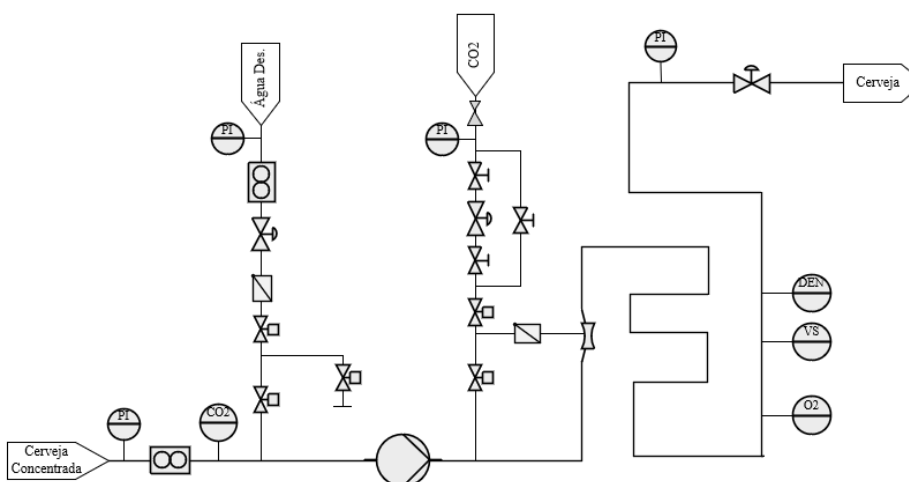 PI
Cerveja
Água Des.
CO2
PI
PI
DEN
VS
O2
PI
CO2
Cerveja
Concentrada